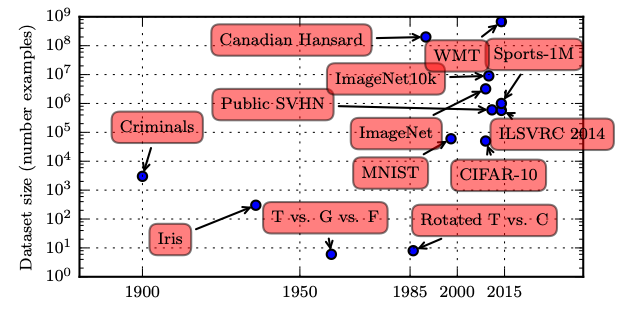 Dataset size (number examples)
10^9
10^8
10^7
10^6
10^5
10^4
10^3
10^2
10^1
10^0
Canadian Hansard
WMT
Sports-1M
ImageNet10k
Public SVHN
Criminals
ImageNet
ILSVRC 2014
MNIST
CIFAR-10
T vs. G vs. F
Rotated T vs. C
Iris
1900
1950
1985
2000
2015